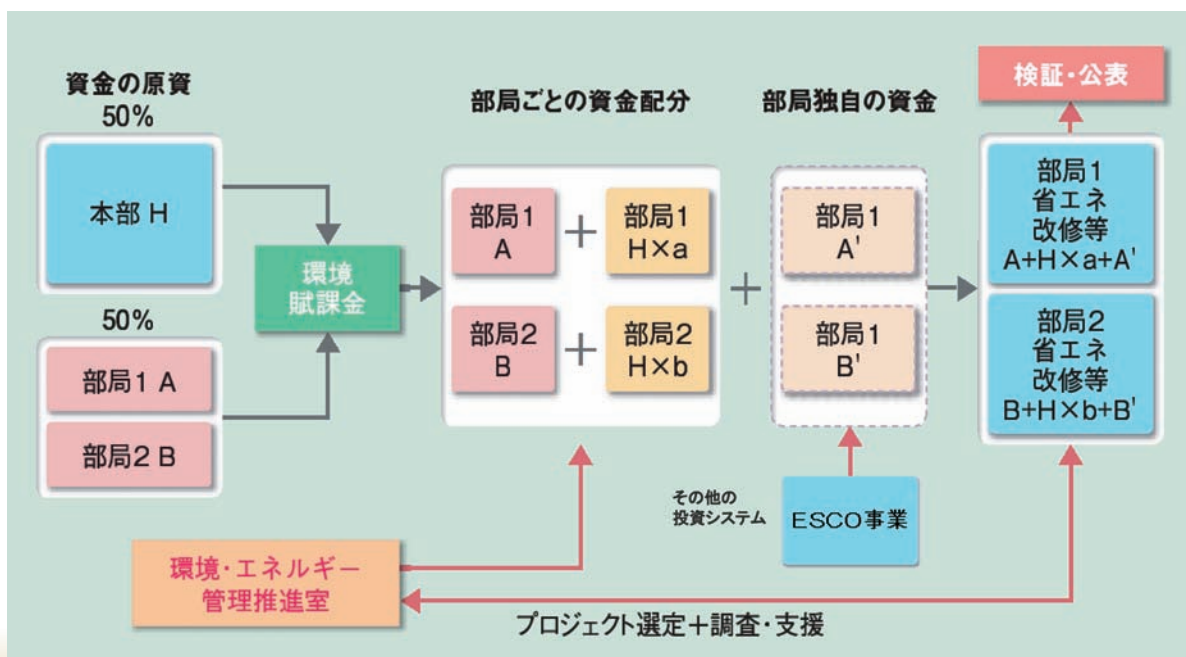 資金の原資
50%
本部 H
50%
部局1 A
部局2 B
環境
賦課金
部局ごとの資金配分
部局1
A
+
部局1
H×a
部局2
B
+
部局2
H×b
+
部局独自の資金
部局1
A'
部局1
B'
検証・公表
部局1
省エネ
改修等
A+H×a+A'
部局2
省エネ
改修等
B+H×b+B'
その他の
投資システム
ESCO事業
環境・エネルギー
管理推進室
プロジェクト選定+調査・支援